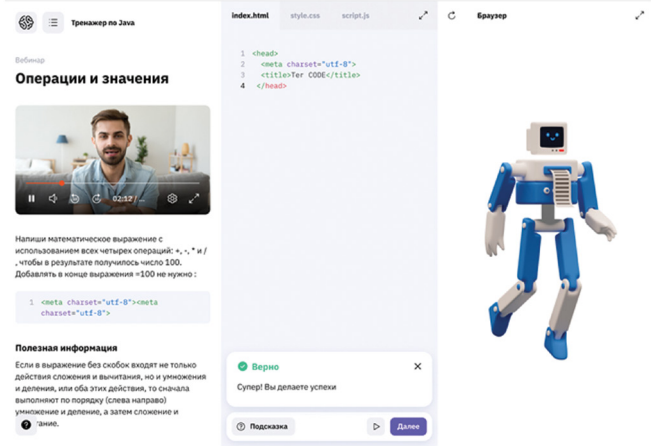 Тренажер по Java
Вебинар
Операции и значения
02:12 / ...
Напиши математическое выражение с
использованием всех четырех операций: +, -, * и /
, чтобы в результате получилось число 100.
Добавлять в конце выражения =100 не нужно :
1 <meta charset="utf-8"><meta
charset="utf-8">
Полезная информация
Если в выражение без скобок входят не только
действия сложения и вычитания, но и умножения
и деления, или оба этих действия, то сначала
выполняют по порядку (слева направо)
умножение и деление, а затем сложение и
тание.
index.html style.css script.js
1 <head>
2 <meta charset="utf-8">
3 <title>Ter CODE</title>
4 </head>
Верно
Супер! Вы делаете успехи
Подсказка
Далее
Браузер